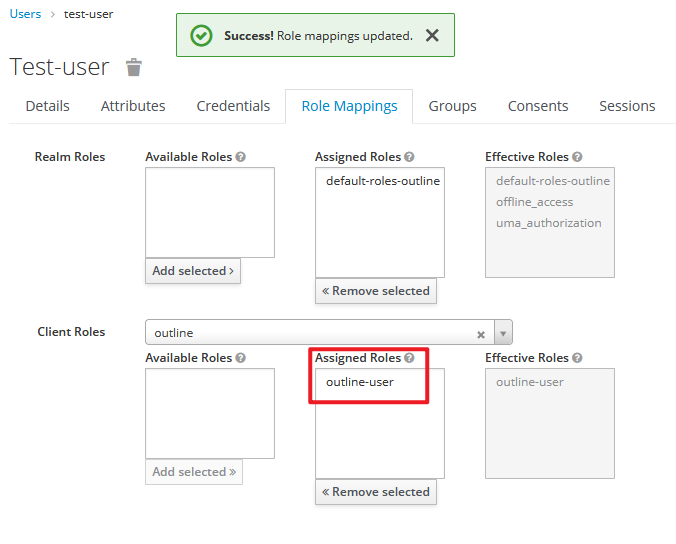 Users > test-user
Success! Role mappings updated.
Test-user
Details Attributes Credentials Role Mappings Groups Consents Sessions
Realm Roles Available Roles Assigned Roles Effective Roles
default-roles-outline default-roles-outline
offline_access
uma_authorization
Add selected >
« Remove selected
Client Roles outline
Available Roles Assigned Roles Effective Roles
outline-user outline-user
Add selected »
« Remove selected